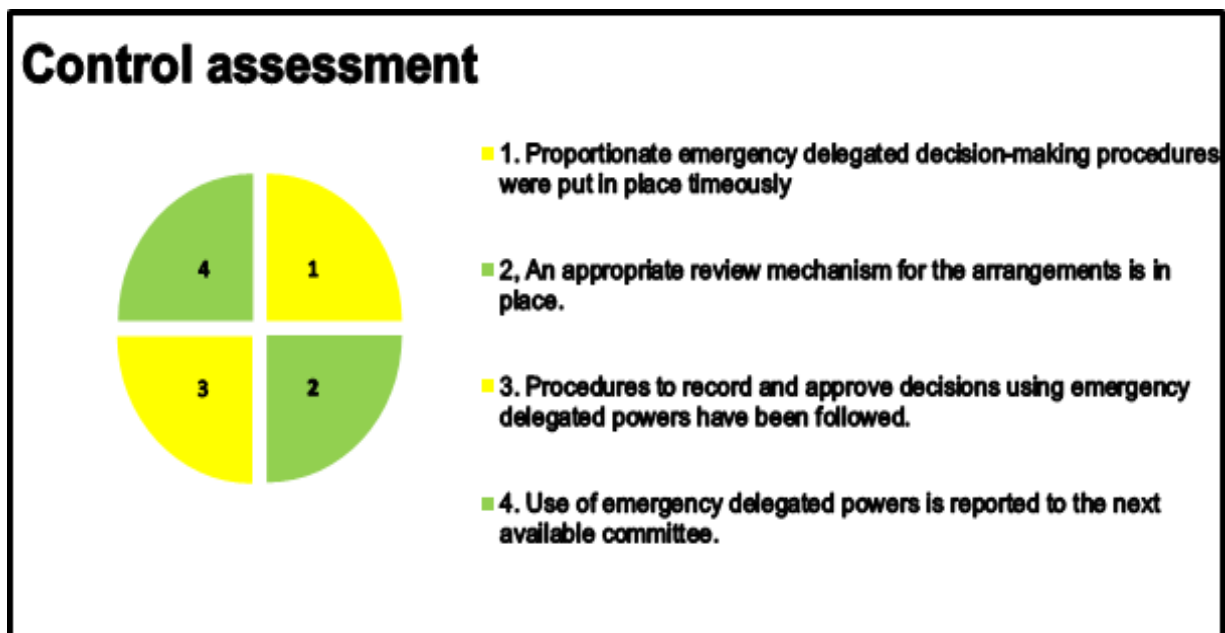 Control assessment
1. Proportionate emergency delegated decision-making procedures
were put in place timeously
4
1
2, An appropriate review mechanism for the arrangements is in
place.
3
2
3. Procedures to record and approve decisions using emergency
delegated powers have been followed.
4. Use of emergency delegated powers is reported to the next
available committee.